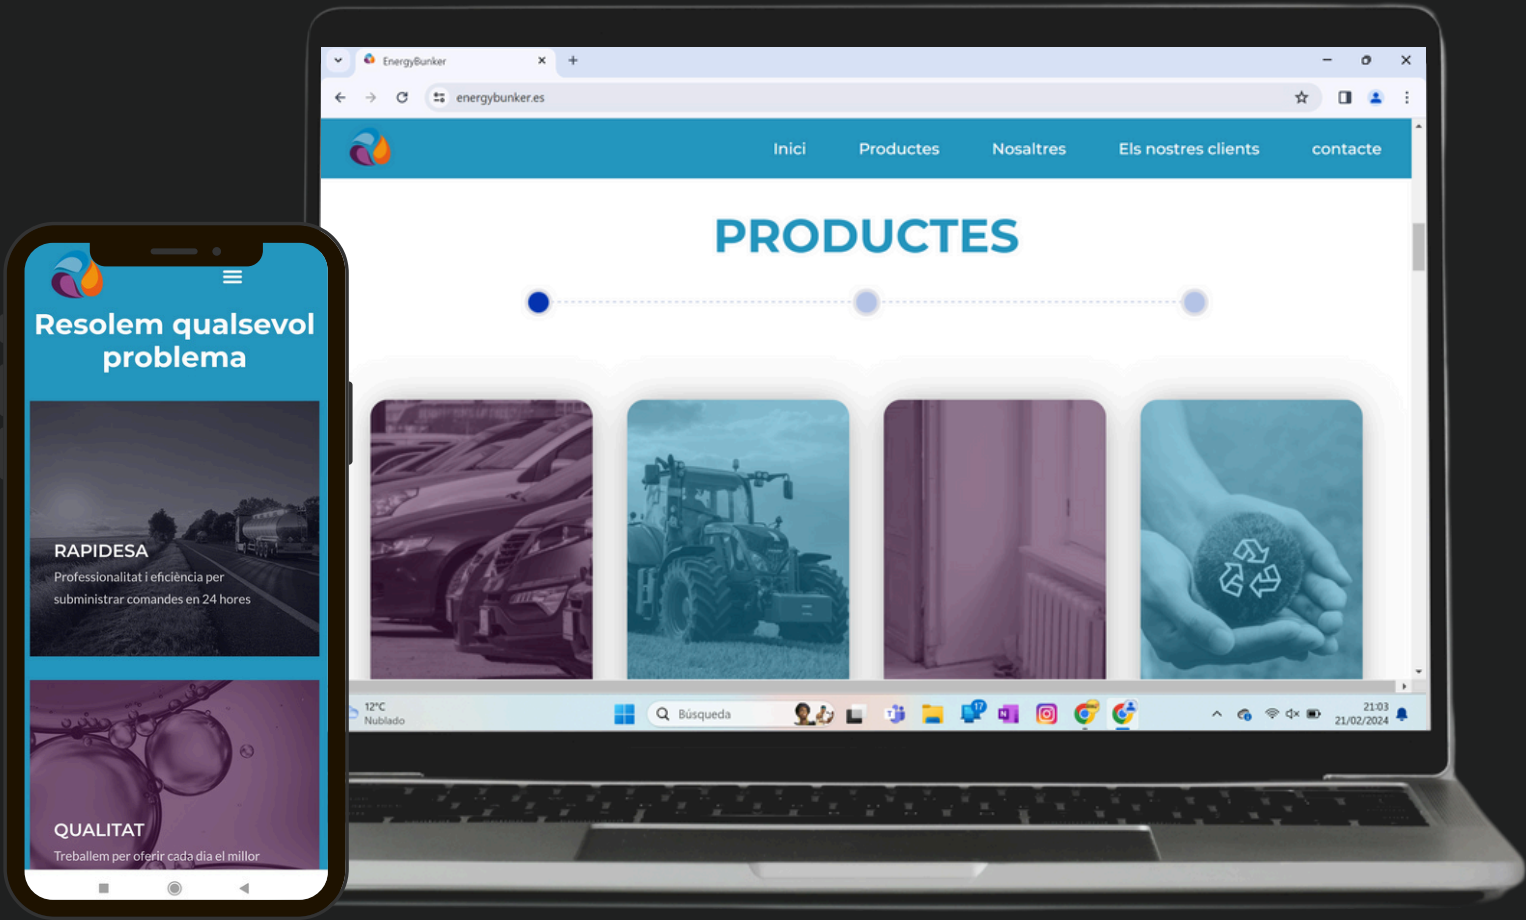 EnergyBunker
energybunker.es
Inici Productes Nosaltres Els nostres clients contacte
PRODUCTES
12°C
Nublado
Búsqueda
17
21:03
21/02/2024
Resolem qualsevol
problema
RAPIDESA
Professionalitat i eficiència per
subministrar comandes en 24 hores
QUALITAT
Treballem per oferir cada dia el millor